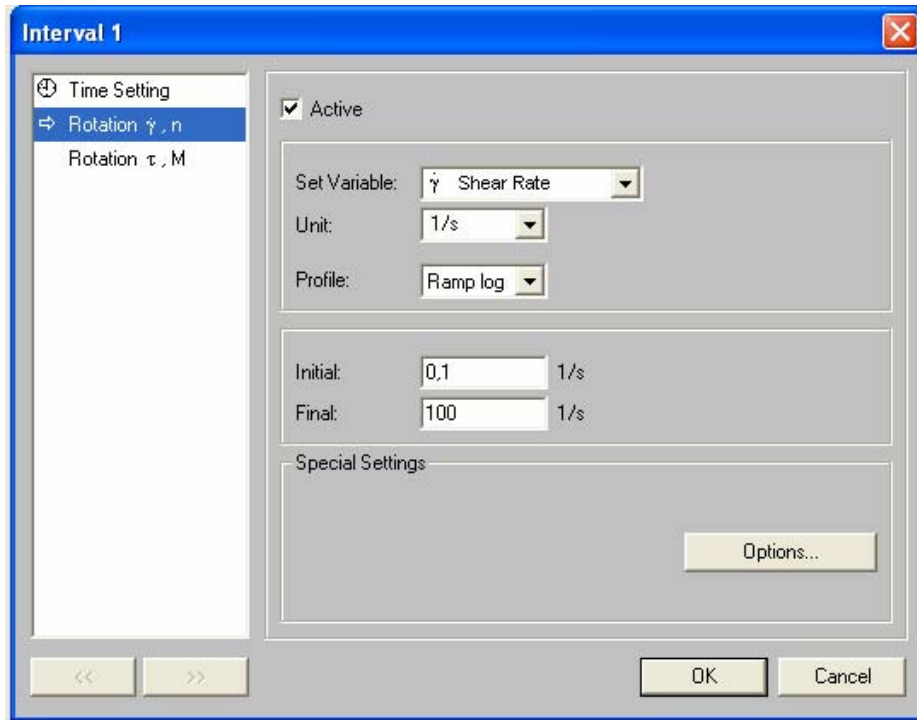 Interval 1
Time Setting
Rotation γ̇ , n
Rotation τ , M
Active
Set Variable: γ̇ Shear Rate
Unit: 1/s
Profile: Ramp log
Initial: 0,1 1/s
Final: 100 1/s
Special Settings
Options...
<< >> OK Cancel